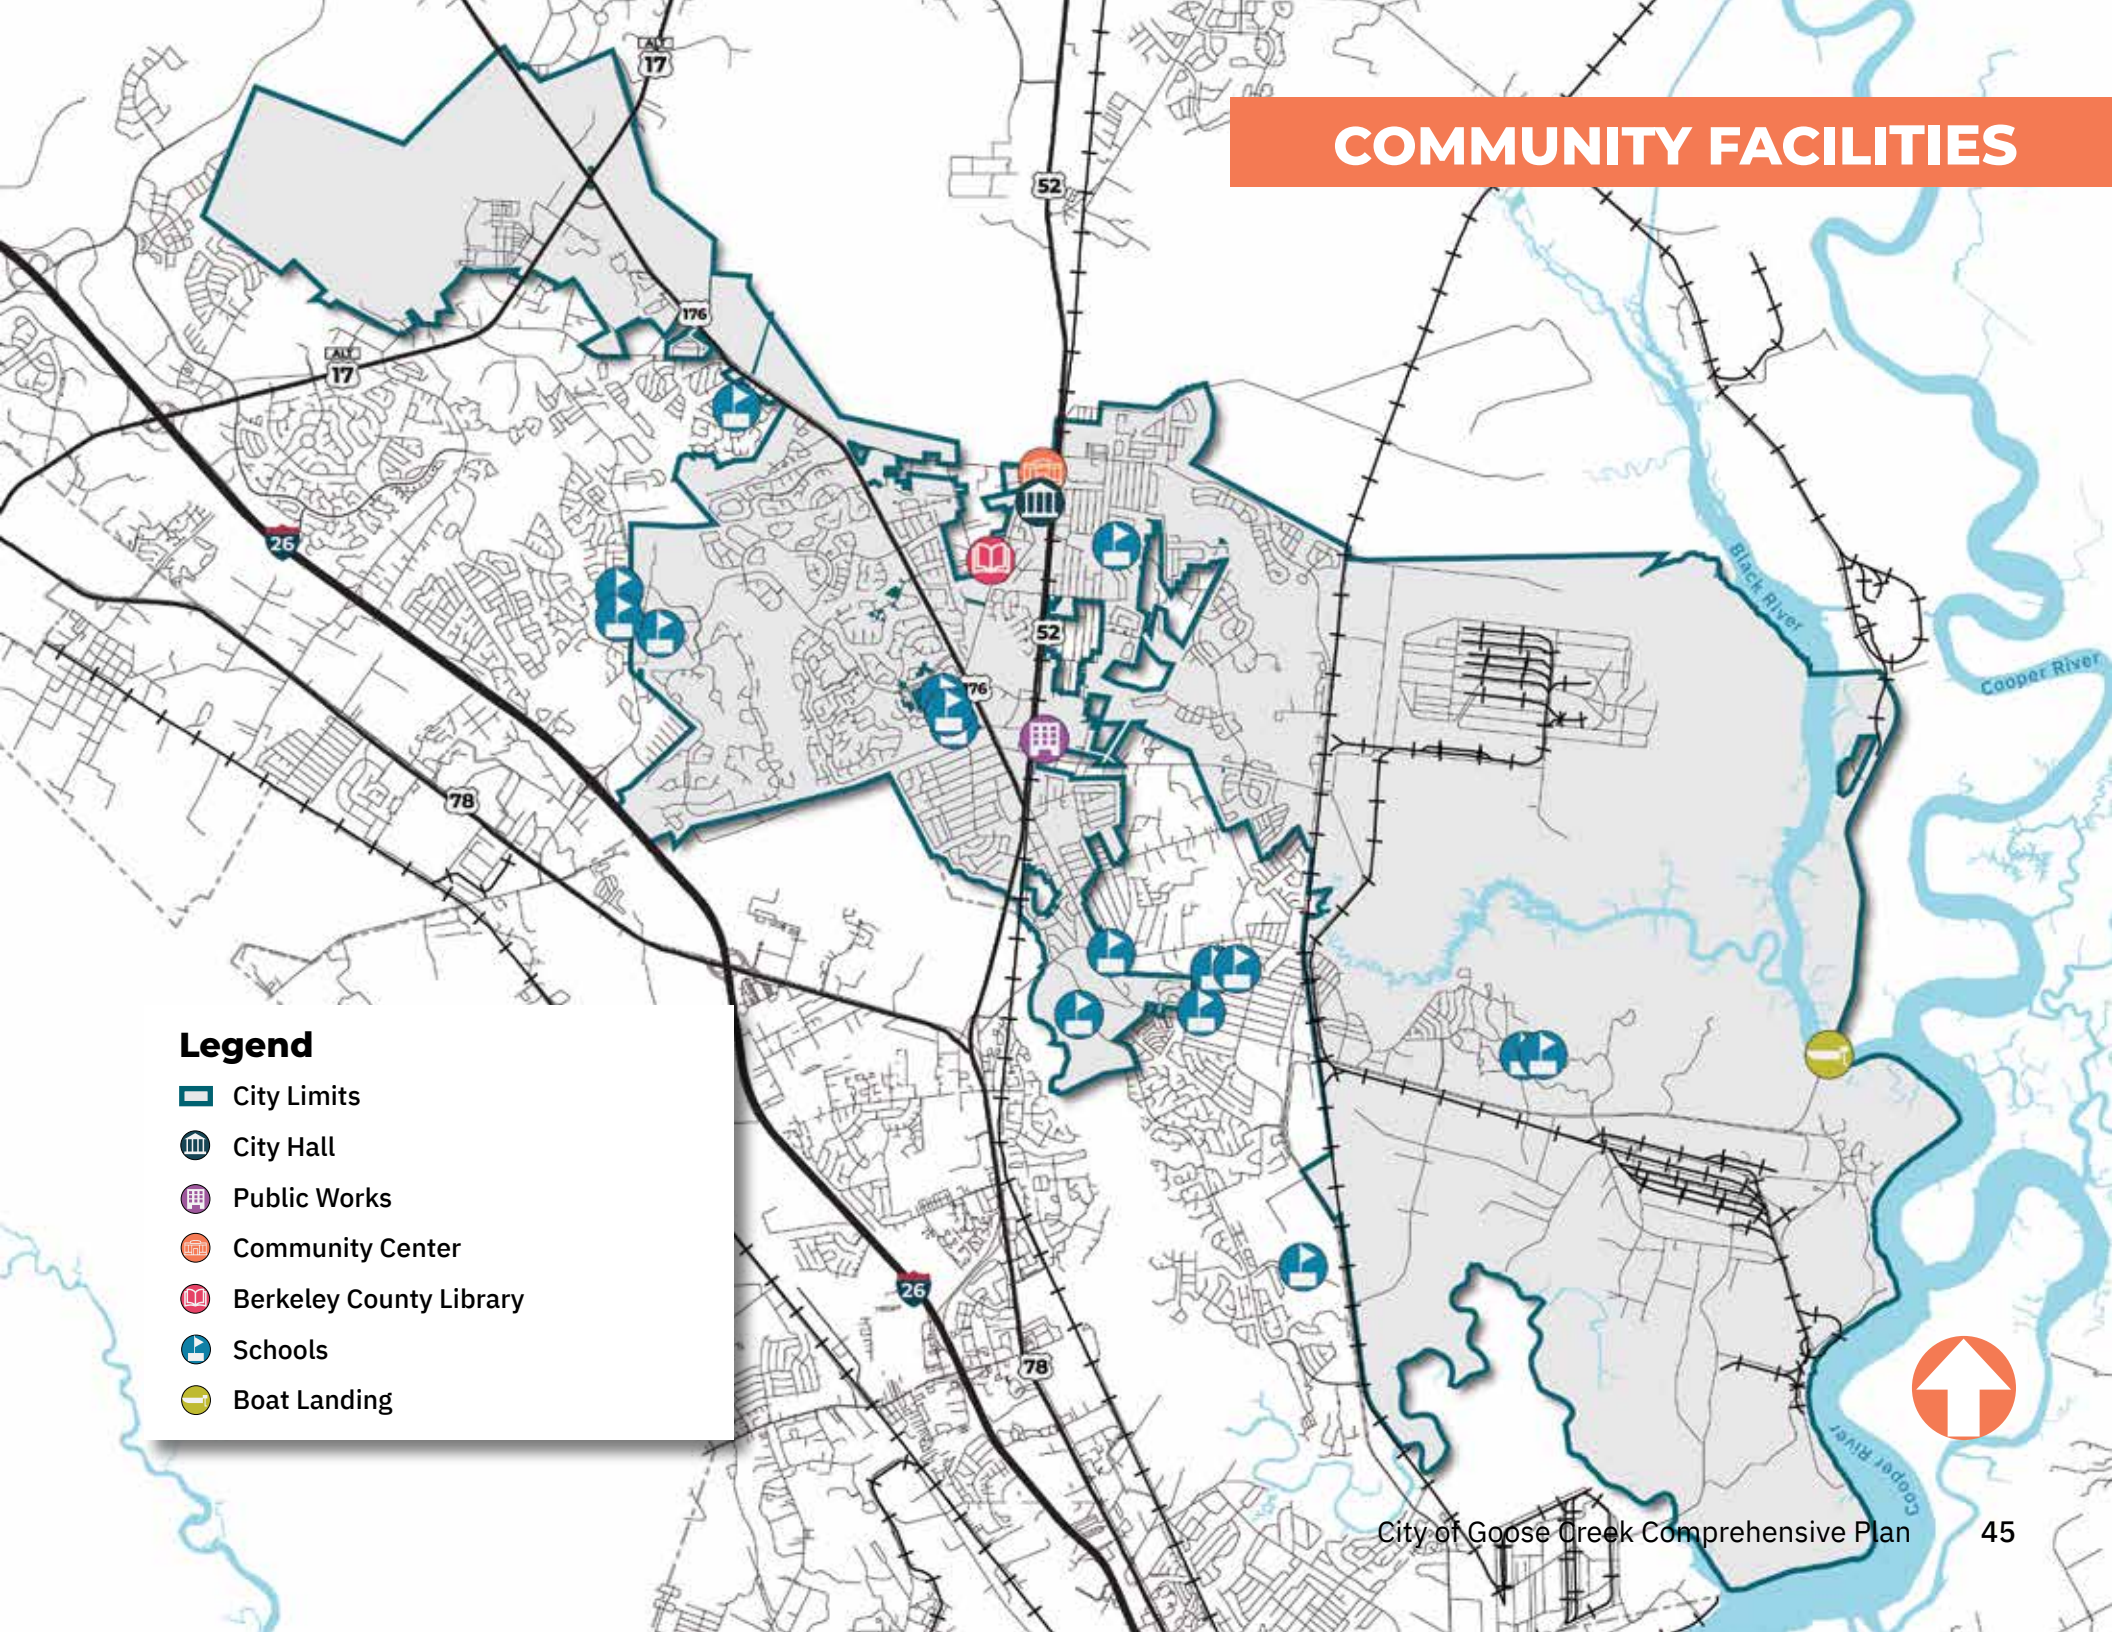 ALT
17
COMMUNITY FACILITIES
52
176
ALT
17
26
Black River
52
Cooper River
76
78
Legend
City Limits
City Hall
Public Works
Community Center
Berkeley County Library
Schools
Boat Landing
26
78
Cooper River
City of Goose Creek Comprehensive Plan 45